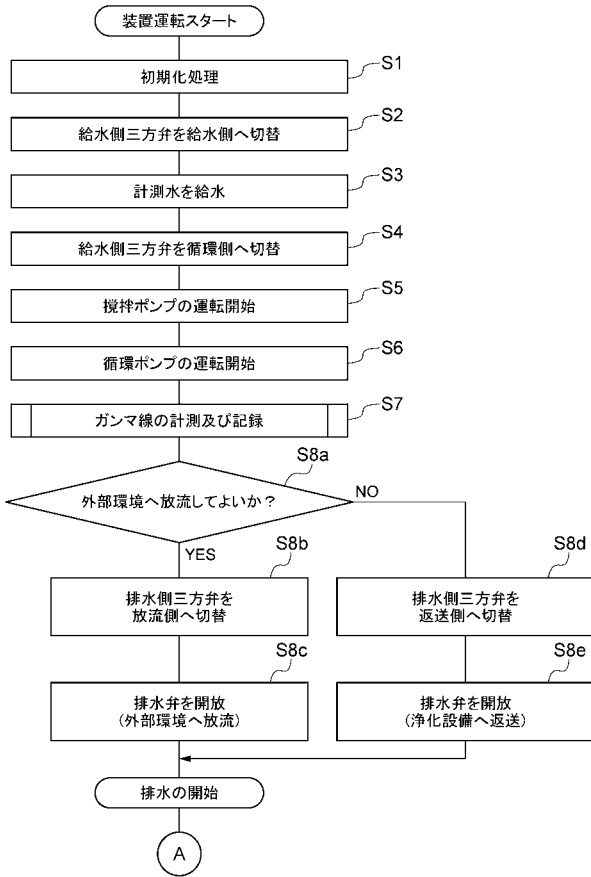 装置運転スタート
初期化処理
S1
給水側三方弁を給水側へ切替
S2
計測水を給水
S3
給水側三方弁を循環側へ切替
S4
撹拌ポンプの運転開始
S5
循環ポンプの運転開始
S6
ガンマ線の計測及び記録
S7
外部環境へ放流してよいか?
S8a
NO
YES
S8b
排水側三方弁を
放流側へ切替
S8d
排水側三方弁を
返送側へ切替
S8c
排水弁を開放
(外部環境へ放流)
S8e
排水弁を開放
(浄化設備へ返送)
排水の開始
A